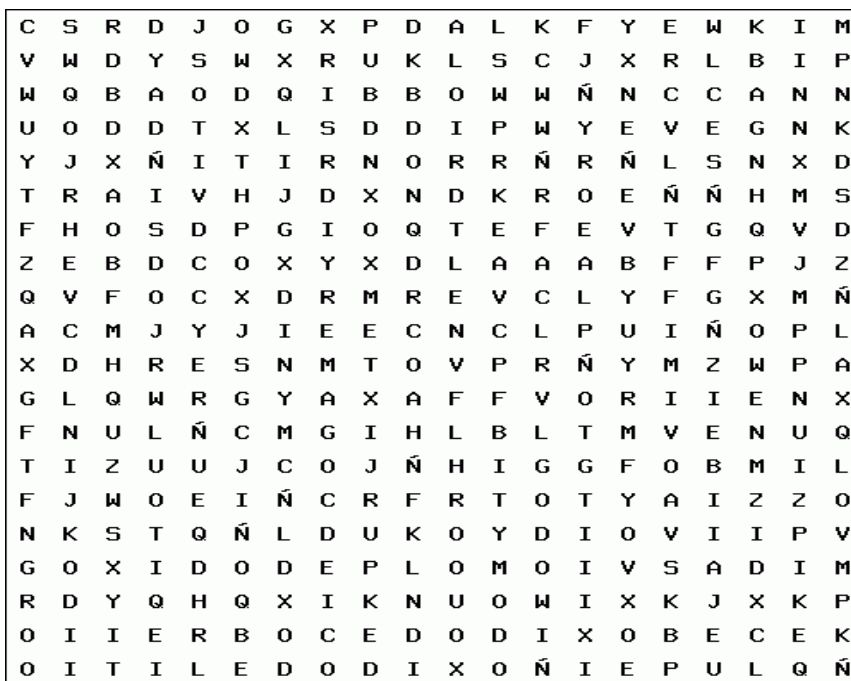 C S R D J O G X P D A L K F Y E W K I M
V W D Y S W X R U K L S C J X R L B I P
W Q B A O D Q I B B O W W Ñ N C C A N N
U O D D T X L S D D I P W Y E V E G N K
Y J X Ñ I T I R N O R R Ñ R Ñ L S N X D
T R A I V H J D X N D K R O E Ñ Ñ H M S
F H O S D P G I O Q T E F E V T G Q V D
Z E B D C O X Y X D L A A A B F F P J Z
Q V F O C X D R M R E V C L Y F G X M Ñ
A C M J Y J I E E C N C L P U I Ñ O P L
X D H R E S N M T O V P R Ñ Y M Z W P A
G L Q W R G Y A X A F F V O R I I E N X
F N U L Ñ C M G I H L B L T M V E N U Q
T I Z U U J C O J Ñ H I G G F O B M I L
F J W O E I Ñ C R F R T O T Y A I Z Z O
N K S T Q Ñ L D U K O Y D I O V I I P V
G O X I D O D E P L O M O I V S A D I M
R D Y Q H Q X I K N U O W I X K J X K P
O I I E R B O C E D O D I X O B E C E K
O I T I L E D O D I X O Ñ I E P U L Q Ñ